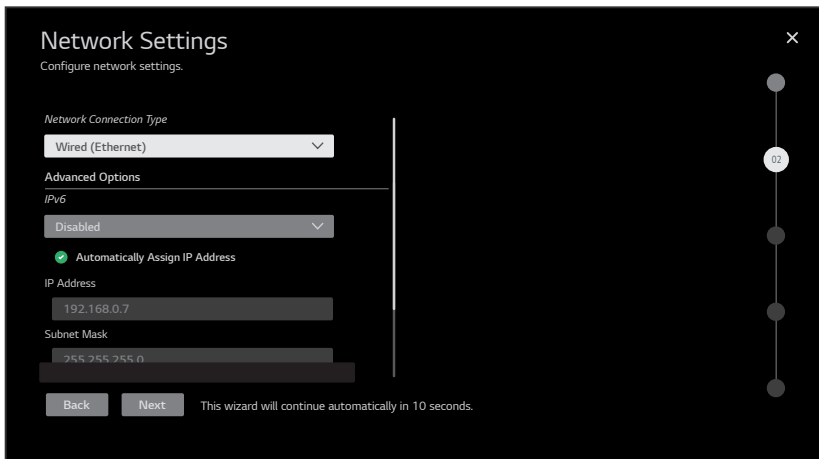 Network Settings
Configure network settings.
Network Connection Type
Wired (Ethernet)
Advanced Options
IPv6
Disabled
Automatically Assign IP Address
IP Address
192.168.0.7
Subnet Mask
255.255.255.0
Back
Next
This wizard will continue automatically in 10 seconds.
02